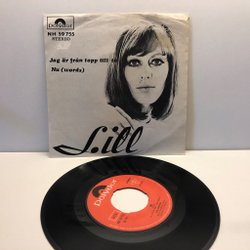 Polydor
NH 59 755
STEREO
Jag är från topp till tå
Nu (words)
Lill
Polydor